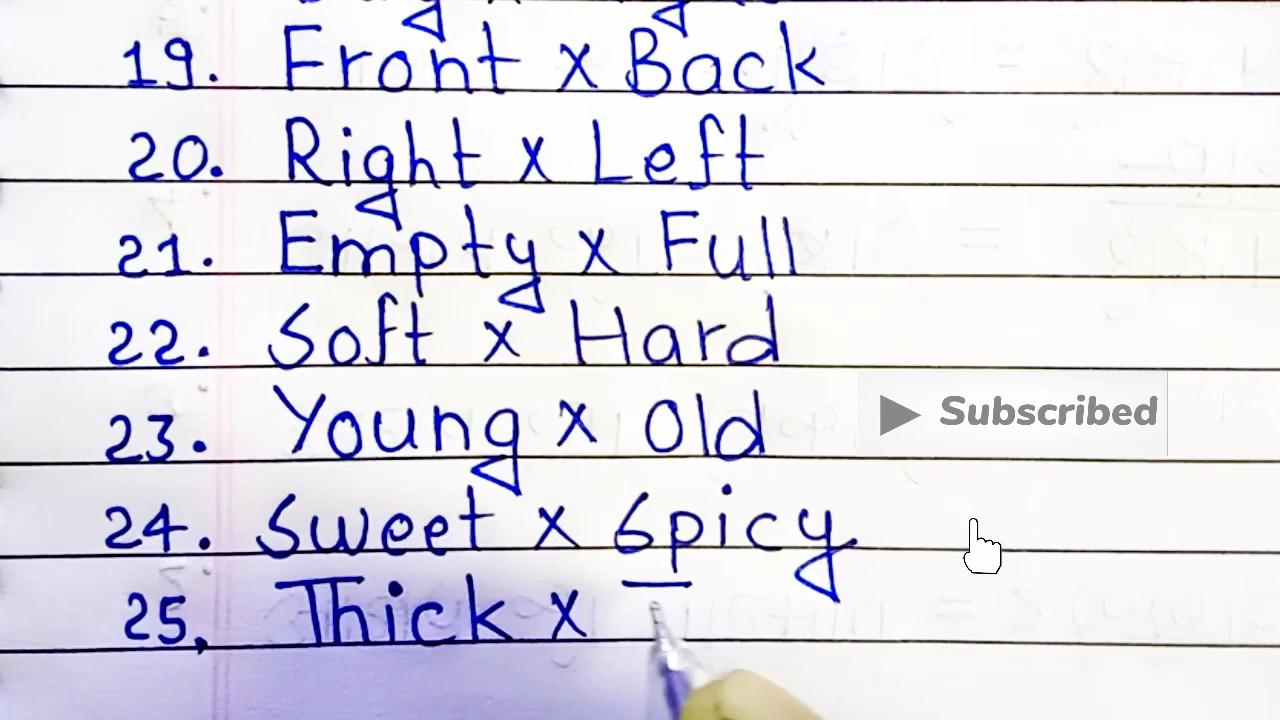 19. Front x Back
20. Right x Left
21. Empty x Full
22. Soft x Hard
23. Young x Old
Subscribed
24. Sweet x Spicy
25. Thick x